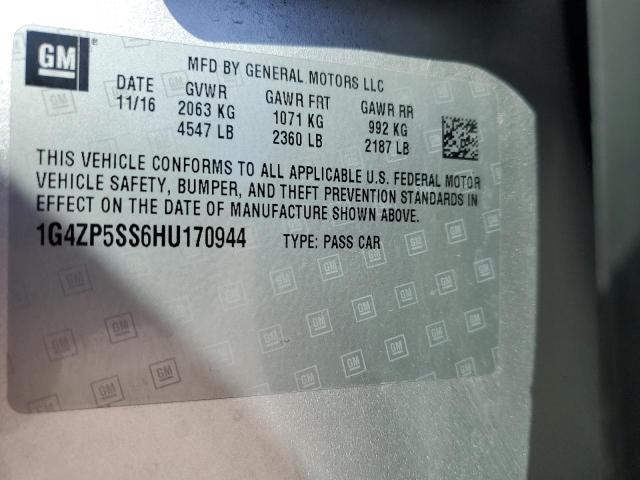 GM
MFD BY GENERAL MOTORS LLC
DATE GVWR GAWR FRT GAWR RR
11/16 2063 KG 1071 KG 992 KG
4547 LB 2360 LB 2187 LB
THIS VEHICLE CONFORMS TO ALL APPLICABLE U.S. FEDERAL MOTOR
VEHICLE SAFETY, BUMPER, AND THEFT PREVENTION STANDARDS IN
EFFECT ON THE DATE OF MANUFACTURE SHOWN ABOVE.
1G4ZP5SS6HU170944 TYPE: PASS CAR